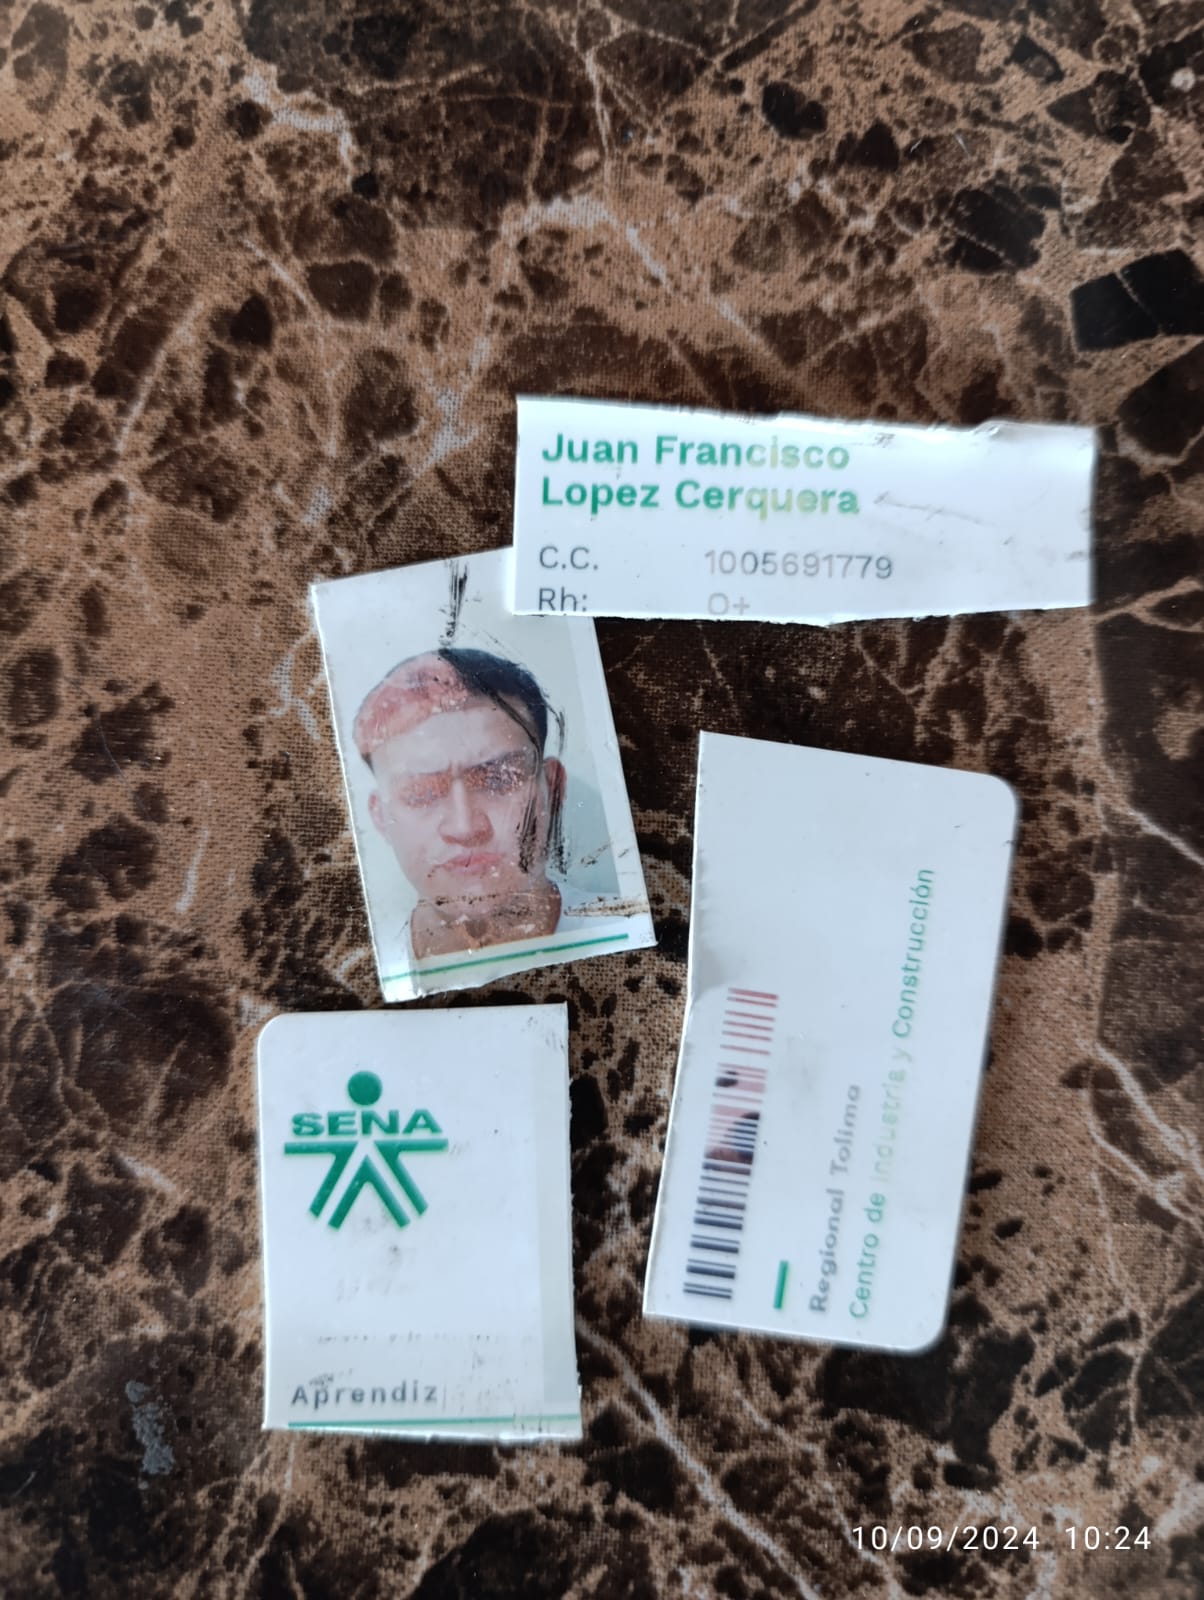 Juan Francisco
Lopez Cerquera
C.C. 1005691779
Rh: O+
SENA
Aprendiz
Regional Tolima
Centro de Industria y Construcción
10/09/2024 10:24